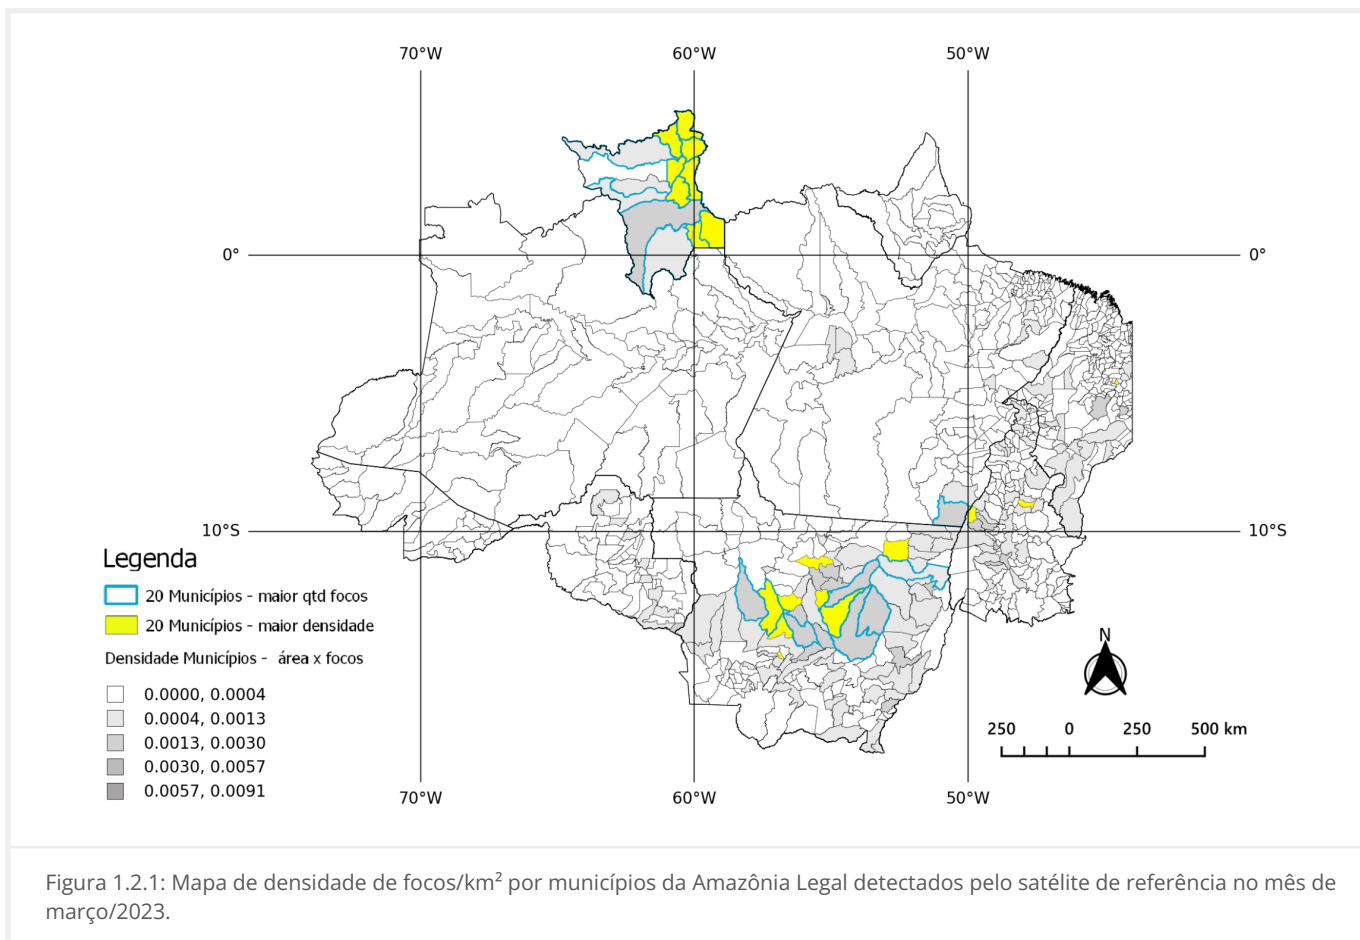 70°W 60°W 50°W
0° 0°
10°S 10°S
Legenda
20 Municípios - maior qtd focos
20 Municípios - maior densidade
Densidade Municípios - área x focos
0.0000, 0.0004
0.0004, 0.0013
0.0013, 0.0030
0.0030, 0.0057
0.0057, 0.0091
N
250 0 250 500 km
70°W 60°W 50°W
Figura 1.2.1: Mapa de densidade de focos/km² por municípios da Amazônia Legal detectados pelo satélite de referência no mês de
março/2023.